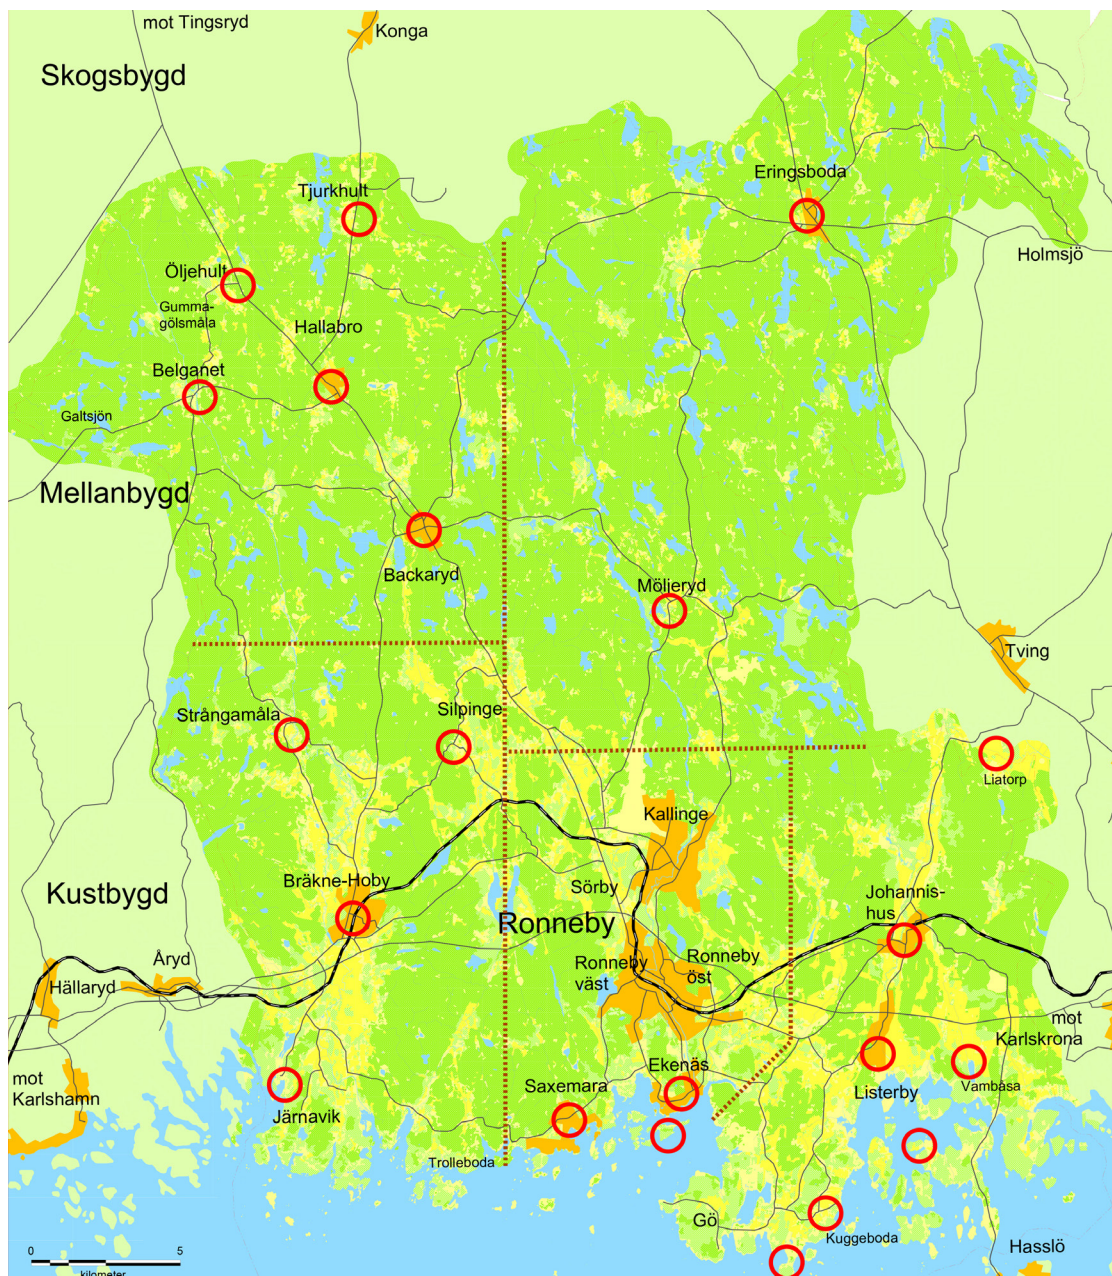 mot Tingsryd
Konga
Skogsbygd
Eringsboda
Tjurkhult
Holmsjö
Öljehult
Gumma-
gölsmåla
Hallabro
Belganet
Galtsjön
Mellanbygd
Backaryd
Möljeryd
Tving
Silpinge
Strångamåla
Liatorp
Kallinge
Bräkne-Hoby
Sörby
Johannis-
hus
Kustbygd
Ronneby
Ronneby
väst
Ronneby
öst
Åryd
Hällaryd
mot
Karlskrona
Ekenäs
mot
Karlshamn
Saxemara
Vambåsa
Listerby
Järnavik
Trolleboda
Gö
Kuggeboda
Hasslö
0 5
kilometer